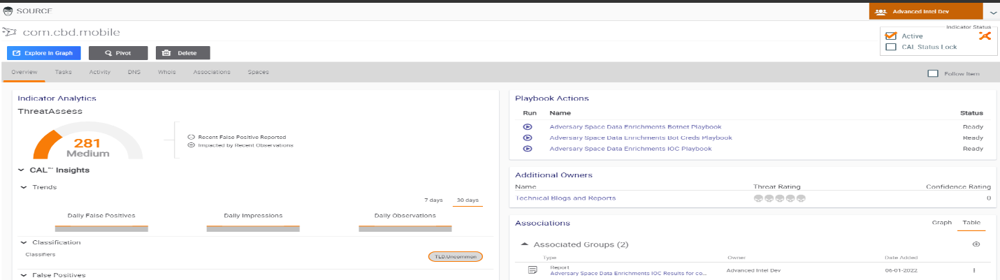 SOURCE
Advanced Intel Dev
com.cbd.mobile
Indicator Status
Active
CAL Status Lock
Explore In Graph
Pivot
Delete
Overview Tasks Activity DNS Whois Associations Spaces
Follow Item
Indicator Analytics
ThreatAssess
281
Medium
Recent False Positive Reported
Impacted by Recent Observations
CAL™ Insights
Trends
7 days 30 days
Daily False Positives Daily Impressions Daily Observations
Classification
Classifiers TLD.Uncommon
False Positives
Playbook Actions
Run Name Status
Adversary Space Data Enrichments Botnet Playbook Ready
Adversary Space Data Enrichments Bot Creds Playbook Ready
Adversary Space Data Enrichments IOC Playbook Ready
Additional Owners
Name Threat Rating Confidence Rating
Technical Blogs and Reports 0
Associations Graph Table
Associated Groups (2)
Type Owner Date Added
Report
Adversary Space Data Enrichments IOC Results for co... Advanced Intel Dev 06-01-2022